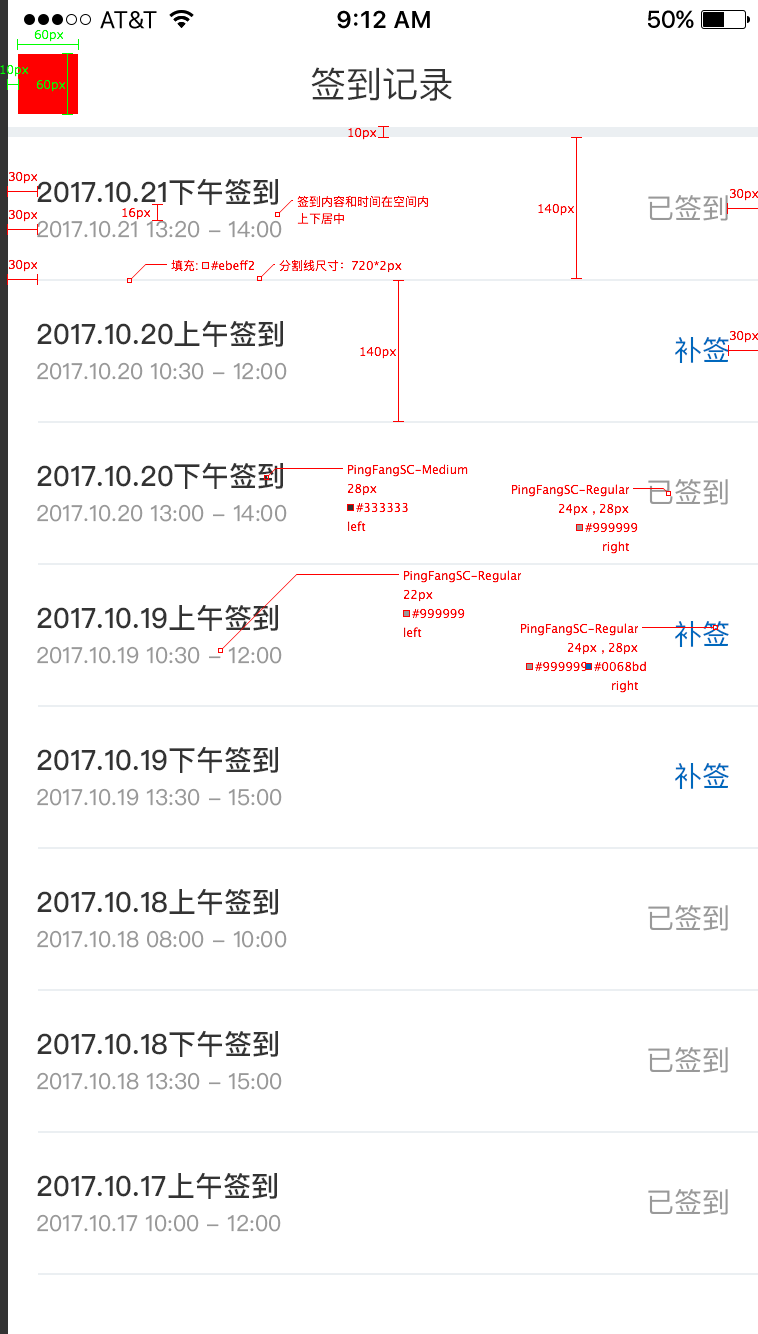 AT&T 9:12 AM 50%
60px
10px
60px
签到记录
10px
30px
2017.10.21下午签到
签到内容和时间在空间内
上下居中
140px
已签到
30px
30px
16px
2017.10.21 13:20 – 14:00
30px
填充: #ebeff2
分割线尺寸：720*2px
2017.10.20上午签到
140px
补签
30px
2017.10.20 10:30 – 12:00
2017.10.20下午签到
PingFangSC-Medium
28px
#333333
left
PingFangSC-Regular
24px , 28px
#999999
right
已签到
2017.10.20 13:00 – 14:00
PingFangSC-Regular
22px
#999999
left
2017.10.19上午签到
PingFangSC-Regular
24px , 28px
#999999 #0068bd
right
补签
2017.10.19 10:30 – 12:00
2017.10.19下午签到
补签
2017.10.19 13:30 – 15:00
2017.10.18上午签到
已签到
2017.10.18 08:00 – 10:00
2017.10.18下午签到
已签到
2017.10.18 13:30 – 15:00
2017.10.17上午签到
已签到
2017.10.17 10:00 – 12:00